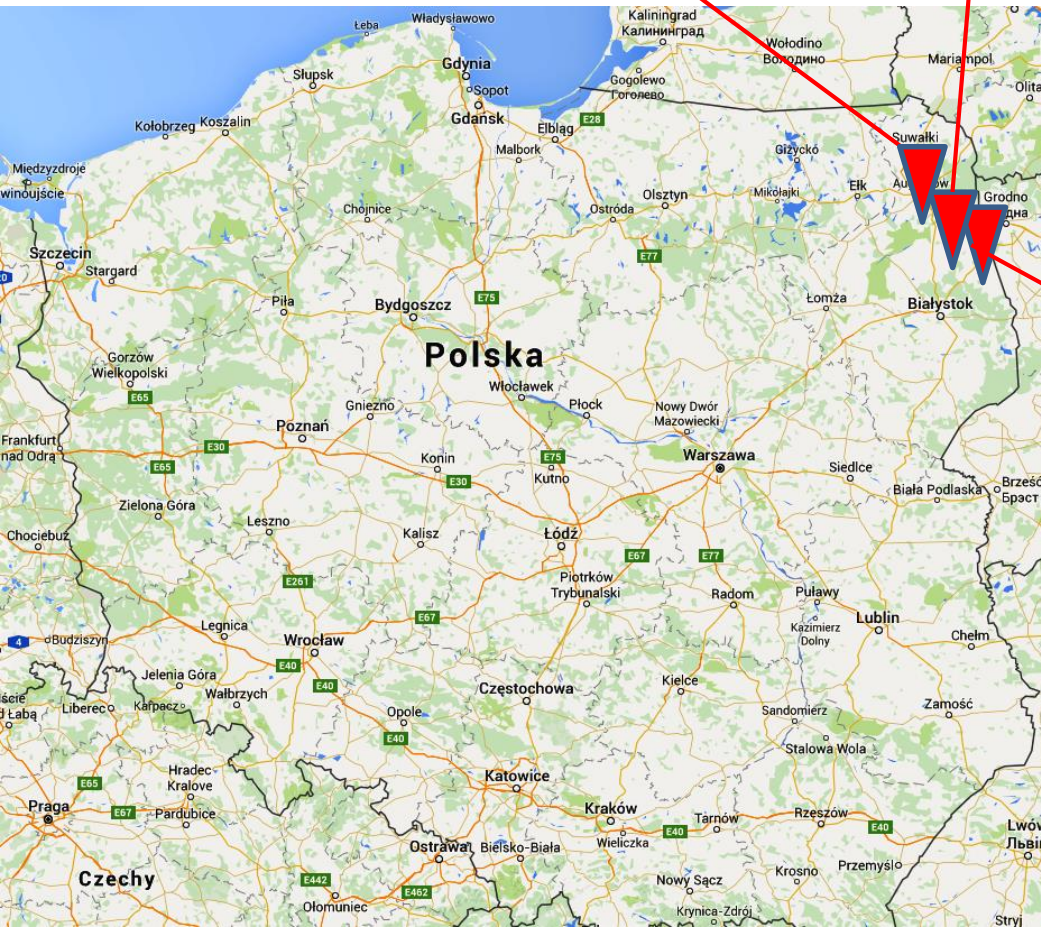 Łeba
Władysławowo
Kaliningrad
Калининград
Wołodino
Володино
Mariampol
Olita
Gdynia
Sopot
Gdańsk
Słupsk
Gogolewo
Гоголево
Kołobrzeg
Koszalin
Elbląg
E28
Malbork
Giżycko
Suwałki
Międzyzdroje
winoujście
Chojnice
Olsztyn
Mikołajki
Ełk
Ostróda
Grodno
Szczecin
Stargard
E77
Piła
Bydgoszcz
E75
Łomża
Białystok
Polska
Gorzów
Wielkopolski
E65
Włocławek
Gniezno
Płock
Nowy Dwór
Mazowiecki
Poznań
Frankfurt
nad Odrą
E30
E65
Konin
E30
E75
Kutno
Warszawa
Siedlce
Biała Podlaska
Brześć
Брэст
Zielona Góra
Leszno
Kalisz
Łódź
Chociebuż
E67
E77
E261
Piotrków
Trybunalski
Radom
Puławy
E67
Kazimierz
Dolny
Lublin
Chełm
4
Budziszyn
Legnica
Wrocław
E40
E40
Jelenia Góra
Wałbrzych
Liberec
Karpacz
Częstochowa
Kielce
Opole
E40
Sandomierz
Zamość
Stalowa Wola
Hradec
Kralove
E65
Praga
E67
Pardubice
Katowice
Kraków
Wieliczka
E40
Tarnów
Rzeszów
E40
Lwów
Ostrawa
Bielsko-Biała
Przemyśl
Krosno
Nowy Sącz
Czechy
E442
E462
Ołomuniec
Krynica-Zdrój
Stryj